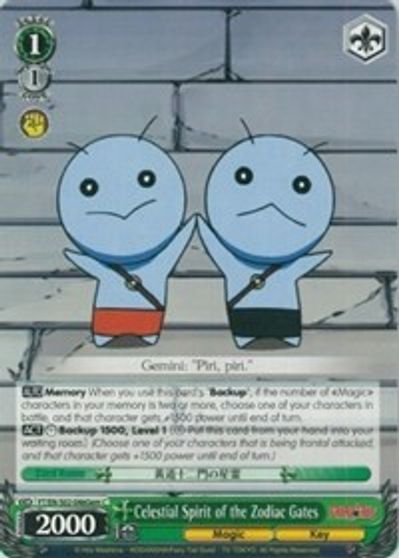 1
1
Gemini: "Piri, piri."
AUTO Memory When you use this card's "Backup", if the number of «Magic»
characters in your memory is two or more, choose one of your characters in
battle, and that character gets +1500 power until end of turn.
ACT Backup 1500, Level 1 [① Put this card from your hand into your
waiting room.] (Choose one of your characters that is being frontal attacked,
and that character gets +1500 power until end of turn.)
黄道十二門の星霊
2000
1
Celestial Spirit of the Zodiac Gates
Magic
Key